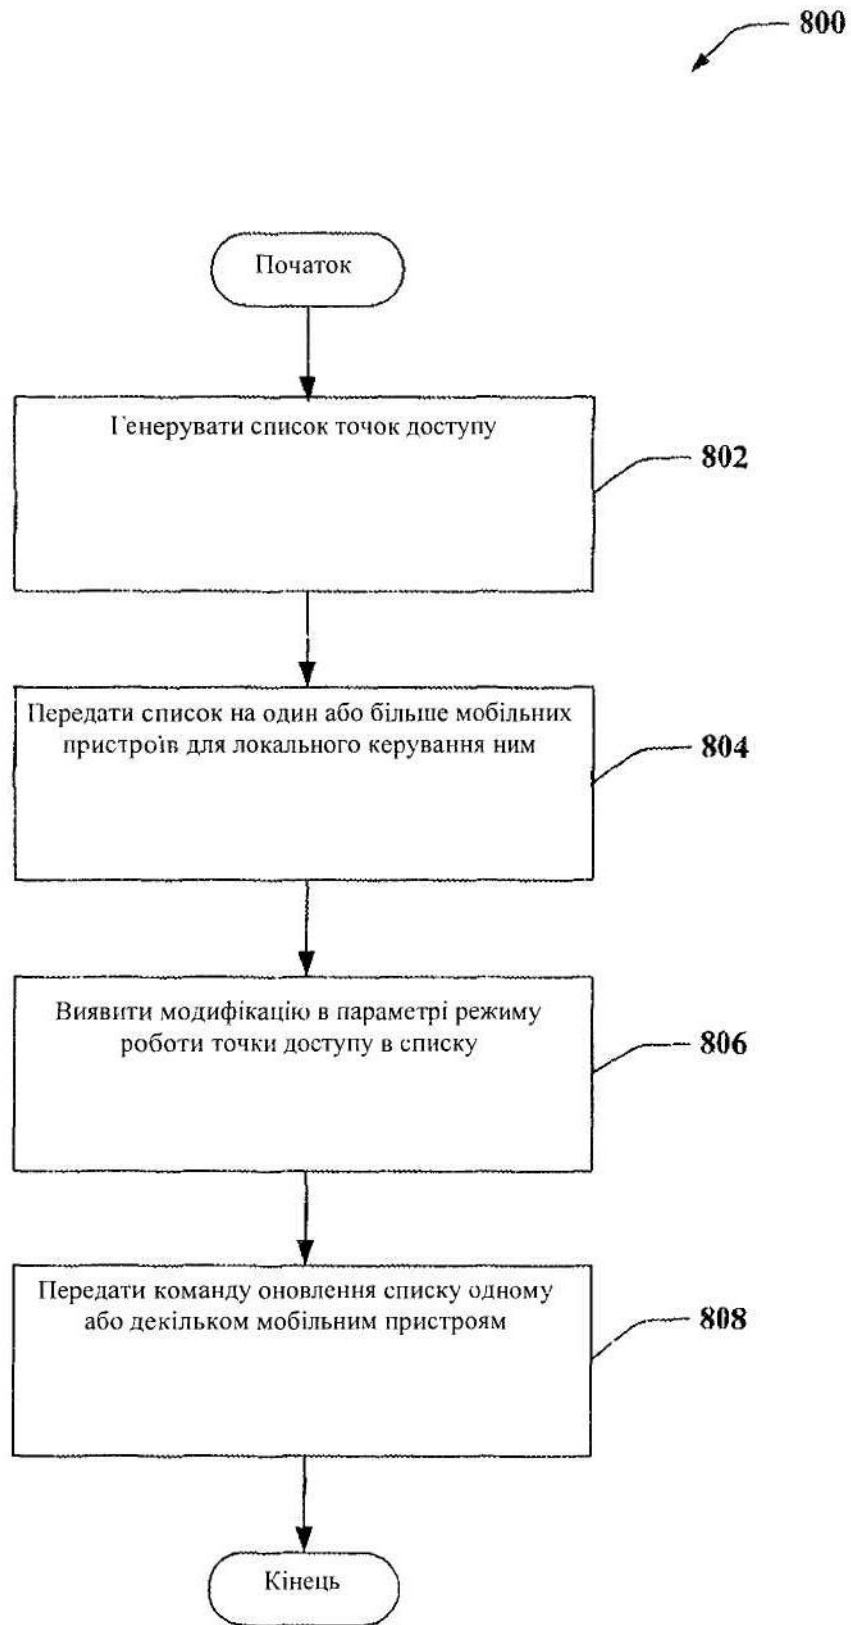 800
Початок
Генерувати список точок доступу
802
Передати список на один або більше мобільних
пристроїв для локального керування ним
804
Виявити модифікацію в параметрі режиму
роботи точки доступу в списку
806
Передати команду оновлення списку одному
або декільком мобільним пристроям
808
Кінець